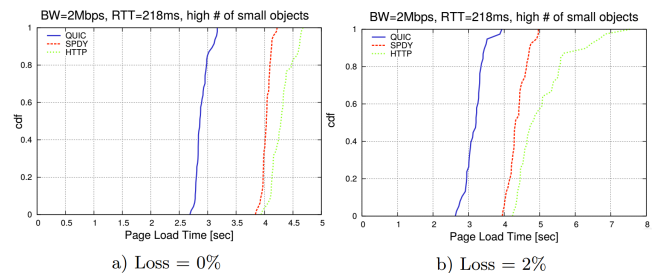 BW=2Mbps, RTT=218ms, high # of small objects
QUIC
SPDY
HTTP
cdf
1
0.8
0.6
0.4
0.2
0
0 0.5 1 1.5 2 2.5 3 3.5 4 4.5 5
Page Load Time [sec]
a) Loss = 0%
BW=2Mbps, RTT=218ms, high # of small objects
QUIC
SPDY
HTTP
cdf
1
0.8
0.6
0.4
0.2
0
0 1 2 3 4 5 6 7 8
Page Load Time [sec]
b) Loss = 2%